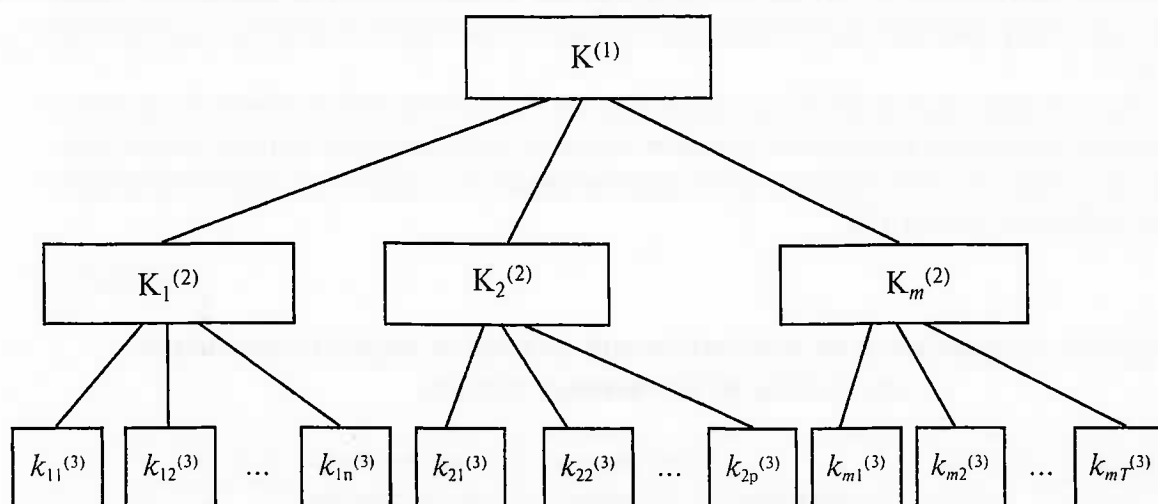 K⁽¹⁾
K₁⁽²⁾ K₂⁽²⁾ Kₘ⁽²⁾
k₁₁⁽³⁾ k₁₂⁽³⁾ ... k₁ₙ⁽³⁾ k₂₁⁽³⁾ k₂₂⁽³⁾ ... k₂ₚ⁽³⁾ kₘ₁⁽³⁾ kₘ₂⁽³⁾ ... kₘT⁽³⁾